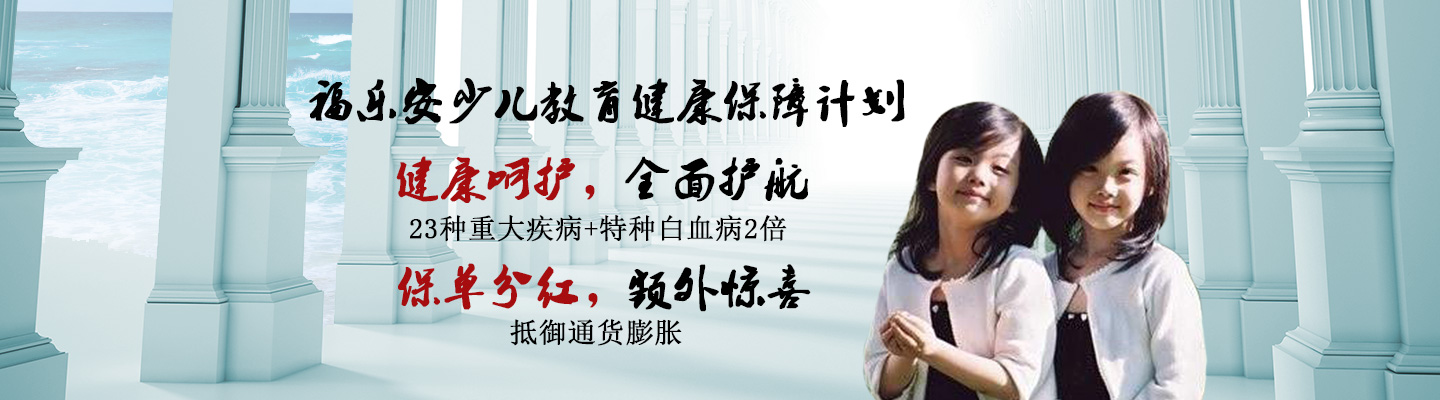 福乐安少儿教育健康保障计划
健康呵护，全面护航
23种重大疾病+特种白血病2倍
保单分红，额外惊喜
抵御通货膨胀